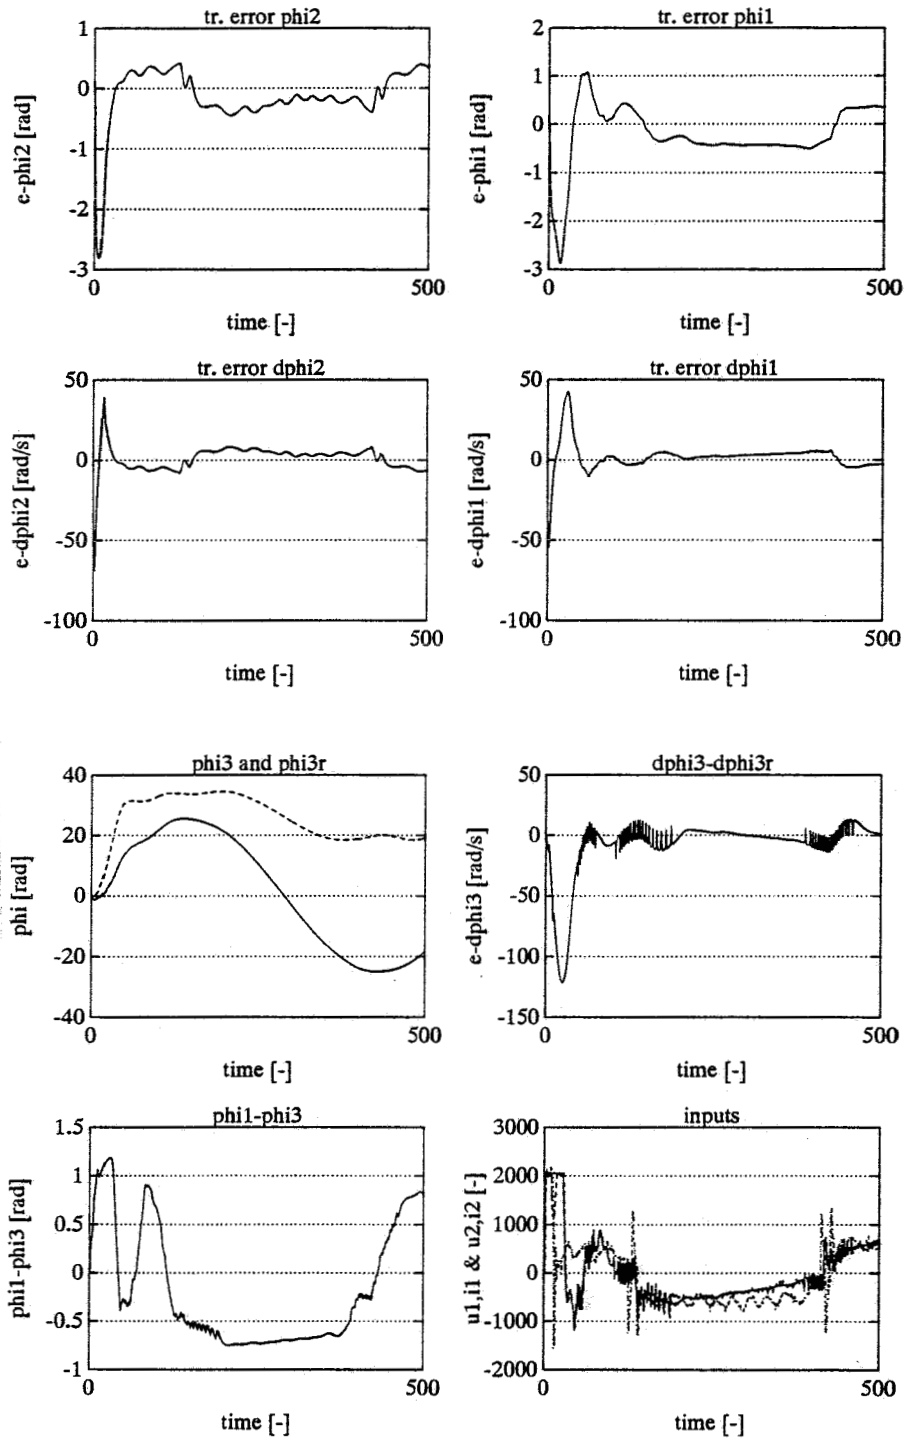 tr. error phi2
1
0
-1
-2
-3
e-phi2 [rad]
0
500
time [-]
tr. error phi1
2
1
0
-1
-2
-3
e-phi1 [rad]
0
500
time [-]
tr. error dphi2
50
0
-50
-100
e-dphi2 [rad/s]
0
500
time [-]
tr. error dphi1
50
0
-50
-100
e-dphi1 [rad/s]
0
500
time [-]
phi3 and phi3r
40
20
0
-20
-40
phi [rad]
0
500
time [-]
dphi3-dphi3r
50
0
-50
-100
-150
e-dphi3 [rad/s]
0
500
time [-]
phi1-phi3
1.5
1
0.5
0
-0.5
-1
phi1-phi3 [rad]
0
500
time [-]
inputs
3000
2000
1000
0
-1000
-2000
u1,i1 & u2,i2 [-]
0
500
time [-]